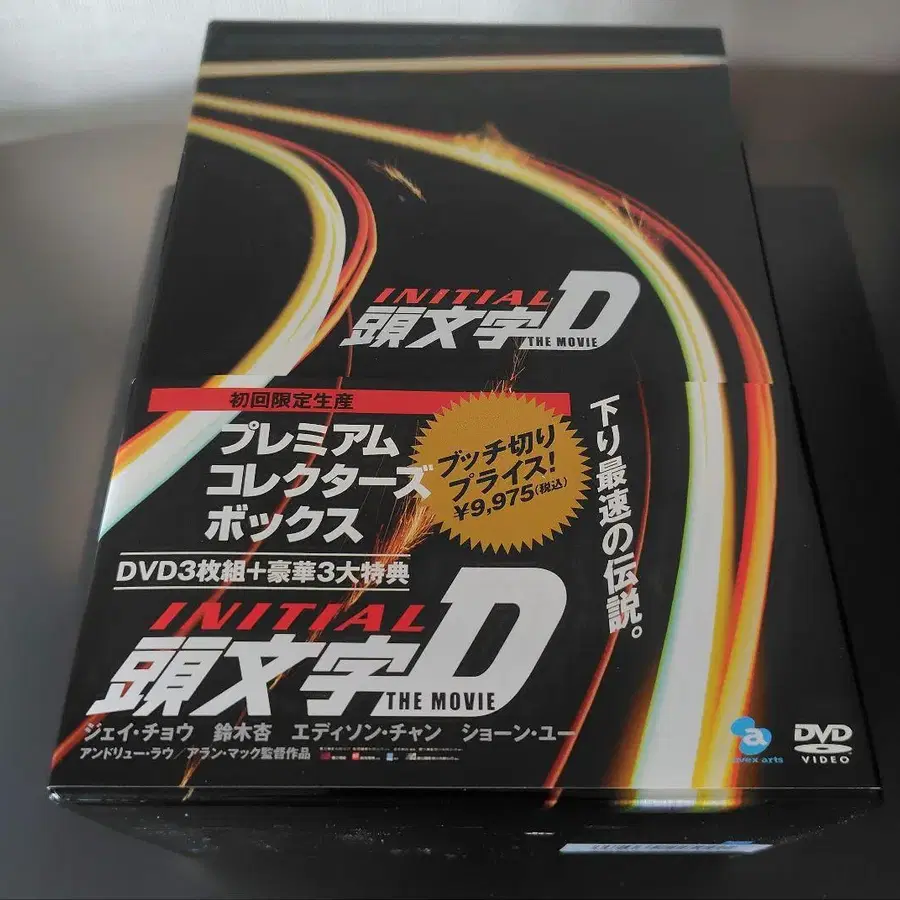 INITIAL
頭文字D
THE MOVIE
初回限定生産
プレミアム
コレクターズ
ボックス
ブッチ切り
プライス!
¥9,975(税込)
下り最速の伝説。
DVD3枚組+豪華3大特典
INITIAL
頭文字D
THE MOVIE
ジェイ・チョウ 鈴木杏 エディソン・チャン ショーン・ユー
アンドリュー・ラウ/アラン・マック監督作品
a
avex arts
DVD
VIDEO